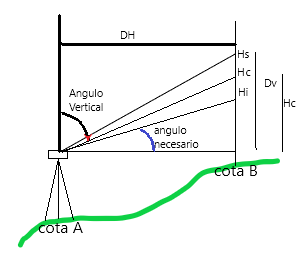 DH
Hs
Hc
Hi
Dv
Hc
Angulo
Vertical
angulo
necesario
cota B
cota A